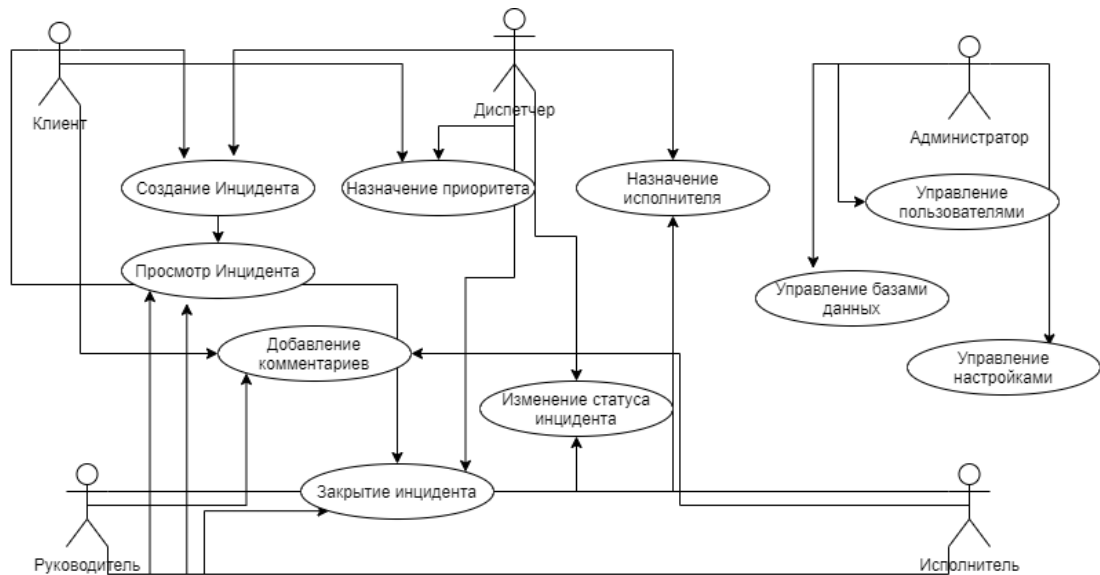 Клиент
Диспетчер
Администратор
Создание Инцидента
Назначение приоритета
Назначение
исполнителя
Управление
пользователями
Просмотр Инцидента
Управление базами
данных
Добавление
комментариев
Управление
настройками
Изменение статуса
инцидента
Закрытие инцидента
Руководитель
Исполнитель